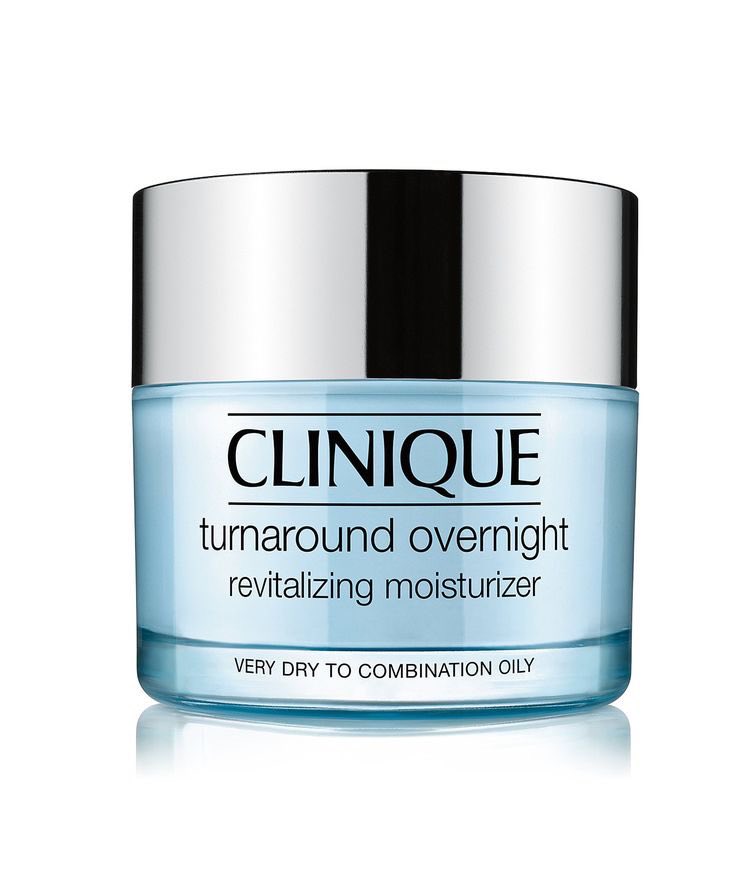 CLINIQUE
turnaround overnight
revitalizing moisturizer
VERY DRY TO COMBINATION OILY